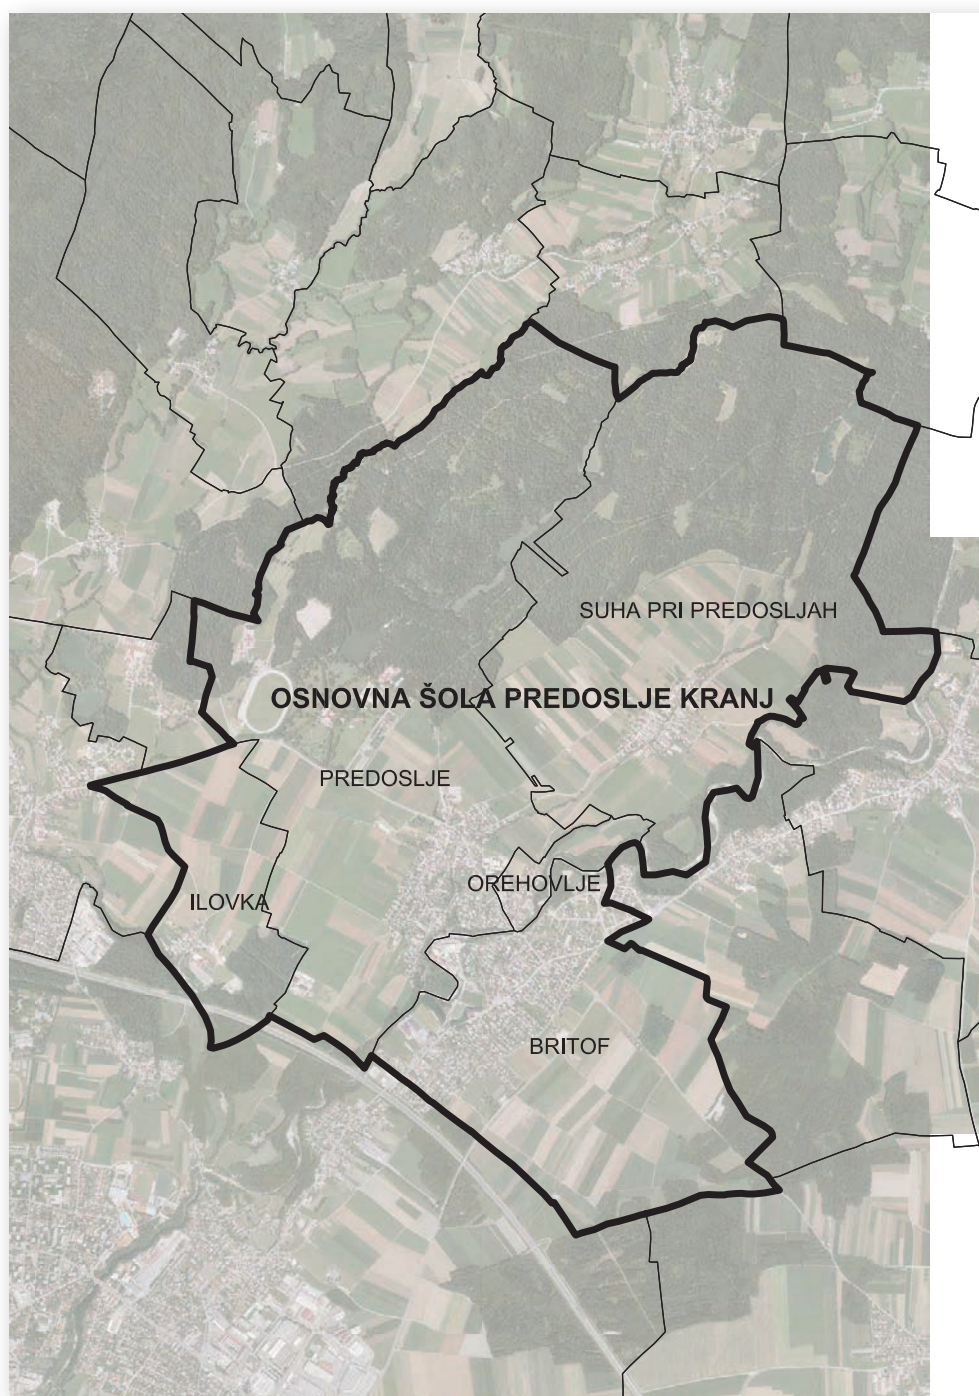 SUHA PRI PREDOSLJAH
OSNOVNA ŠOLA PREDOSLJE KRANJ
PREDOSLJE
OREHOVLJE
ILOVKA
BRITOF